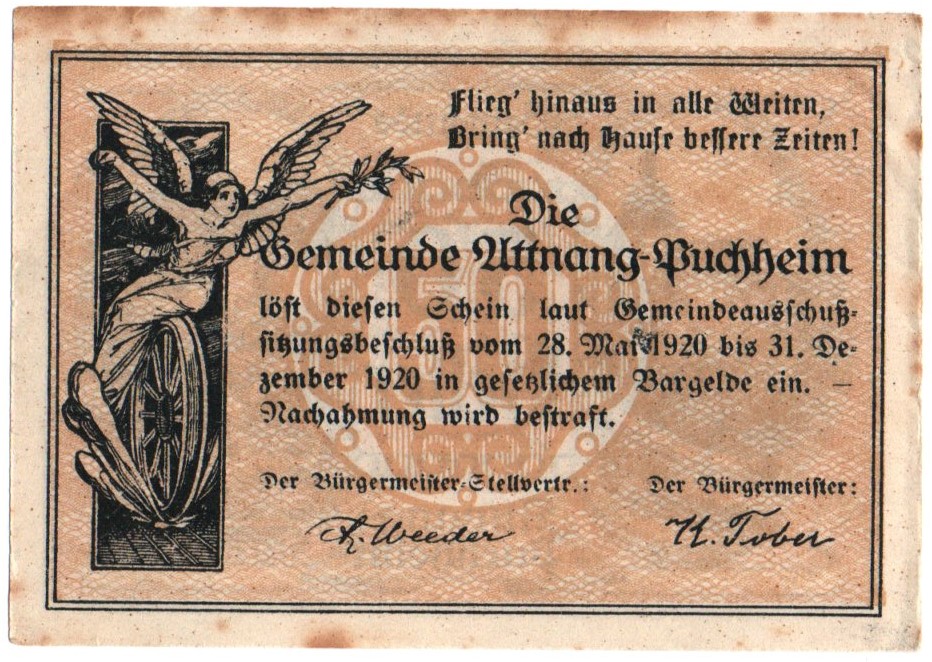 Flieg' hinaus in alle Weiten,
Bring' nach Hause bessere Zeiten!
Die
Gemeinde Attnang-Puchheim
löst diesen Schein laut Gemeindeausschuß-
sitzungsbeschluß vom 28. Mai 1920 bis 31. De-
zember 1920 in gesetzlichem Bargelde ein. —
Nachahmung wird bestraft.
50
Der Bürgermeister-Stellvertr.:
Der Bürgermeister:
Weeder
K. Tober